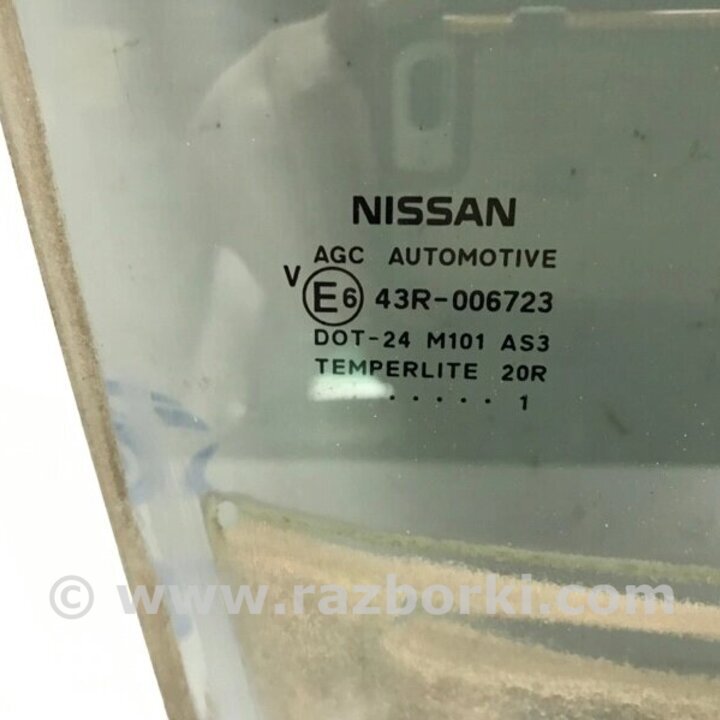 NISSAN
AGC AUTOMOTIVE
V E6 43R-006723
DOT-24 M101 AS3
TEMPERLITE 20R
. . . . . . 1
© www.razborki.com